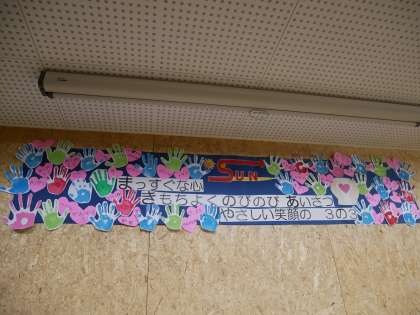 SUN
まっすぐな心
きもちよく のびのび あいさつ
やさしい笑顔の 3の3